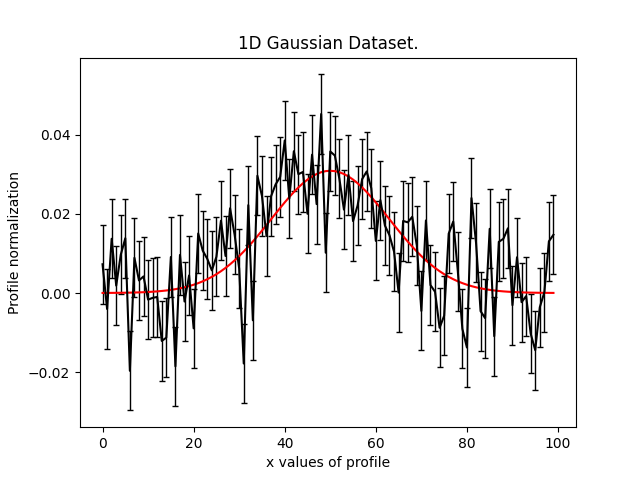 1D Gaussian Dataset.
Profile normalization
0.04
0.02
0.00
−0.02
0 20 40 60 80 100
x values of profile